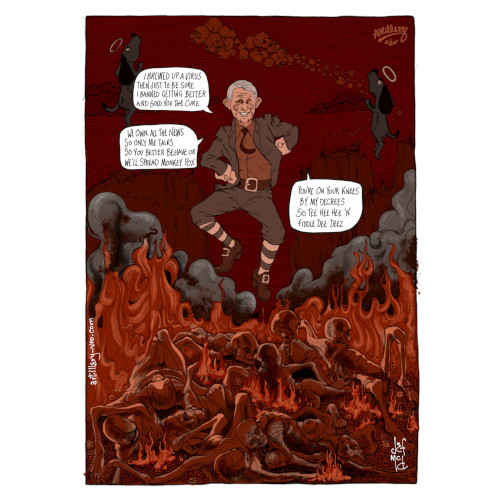 Artillery
I BREWED UP A VIRUS
THEN JUST TO BE SURE
I BANNED GETTING BETTER
AND SOLD YOU THE CURE
WE OWN ALL THE NEWS
SO ONLY ME TALKS
SO YOU BETTER BEHAVE OR
WE'LL SPREAD MONKEY POX
YOU'RE ON YOUR KNEES
BY MY DECREES
SO TEE HEE HEE 'N'
FIDDLE DEE DEEZ
artillery-woo.com